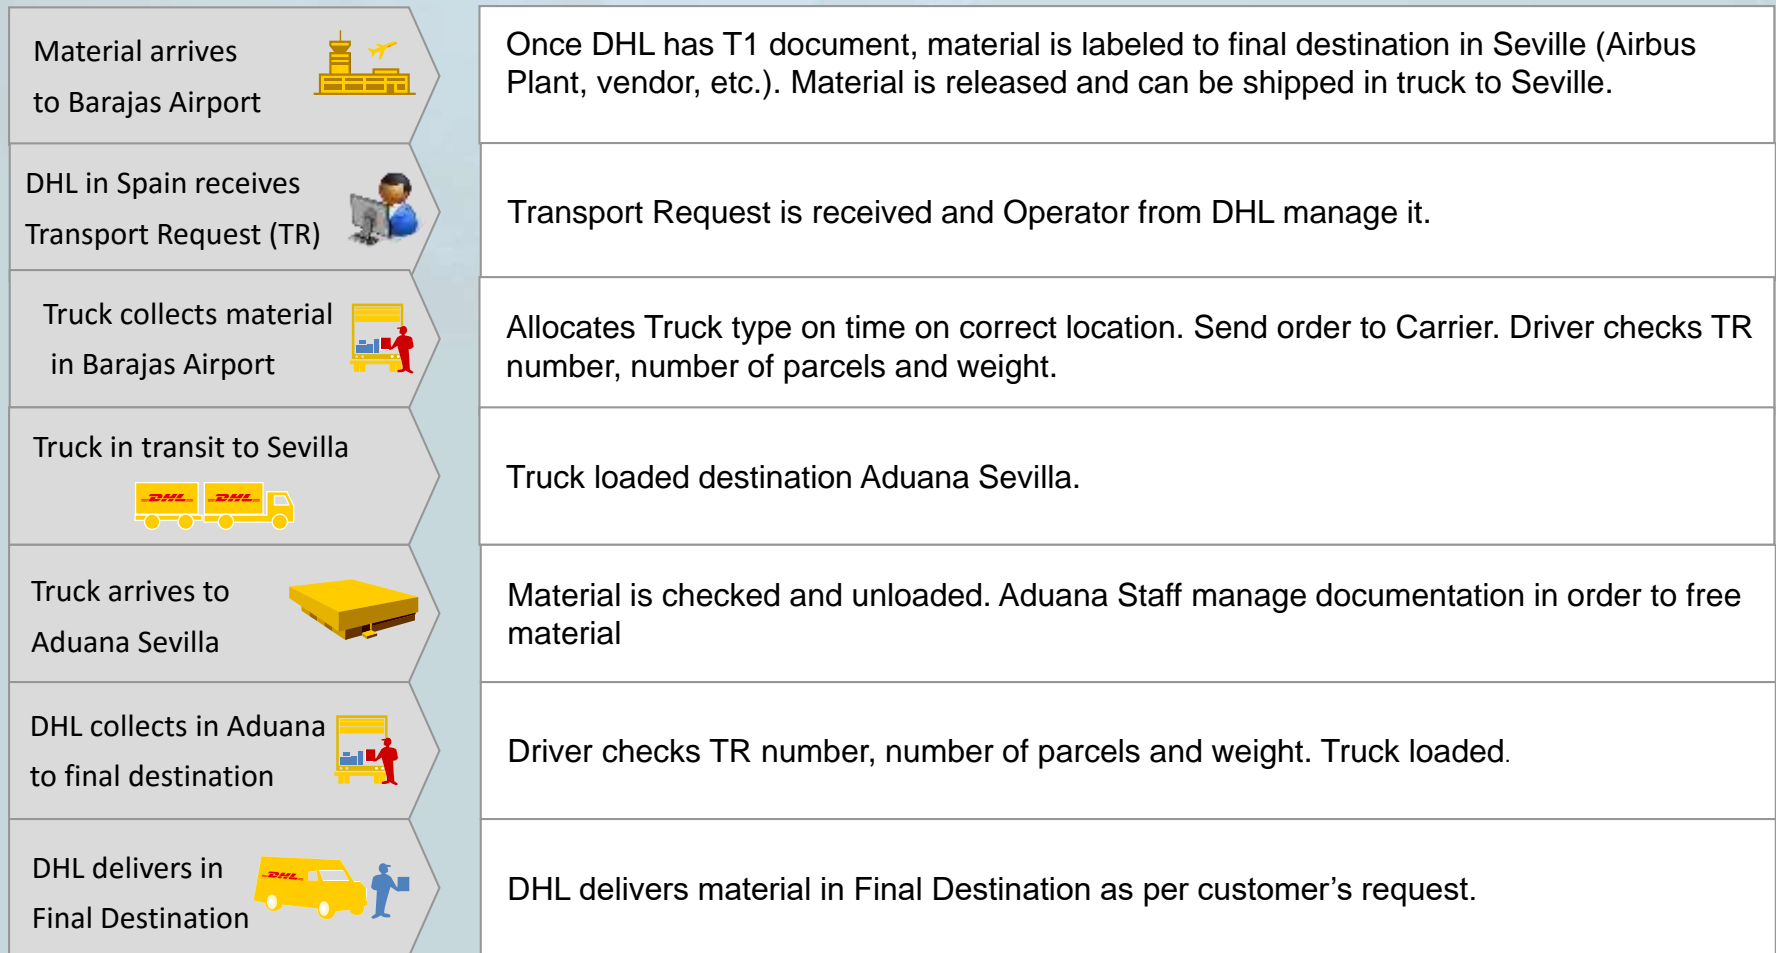 Material arrives
to Barajas Airport
Once DHL has T1 document, material is labeled to final destination in Seville (Airbus
Plant, vendor, etc.). Material is released and can be shipped in truck to Seville.
DHL in Spain receives
Transport Request (TR)
Transport Request is received and Operator from DHL manage it.
Truck collects material
in Barajas Airport
Allocates Truck type on time on correct location. Send order to Carrier. Driver checks TR
number, number of parcels and weight.
Truck in transit to Sevilla
DHL DHL
Truck loaded destination Aduana Sevilla.
Truck arrives to
Aduana Sevilla
Material is checked and unloaded. Aduana Staff manage documentation in order to free
material
DHL collects in Aduana
to final destination
Driver checks TR number, number of parcels and weight. Truck loaded.
DHL delivers in
Final Destination
DHL
DHL delivers material in Final Destination as per customer’s request.